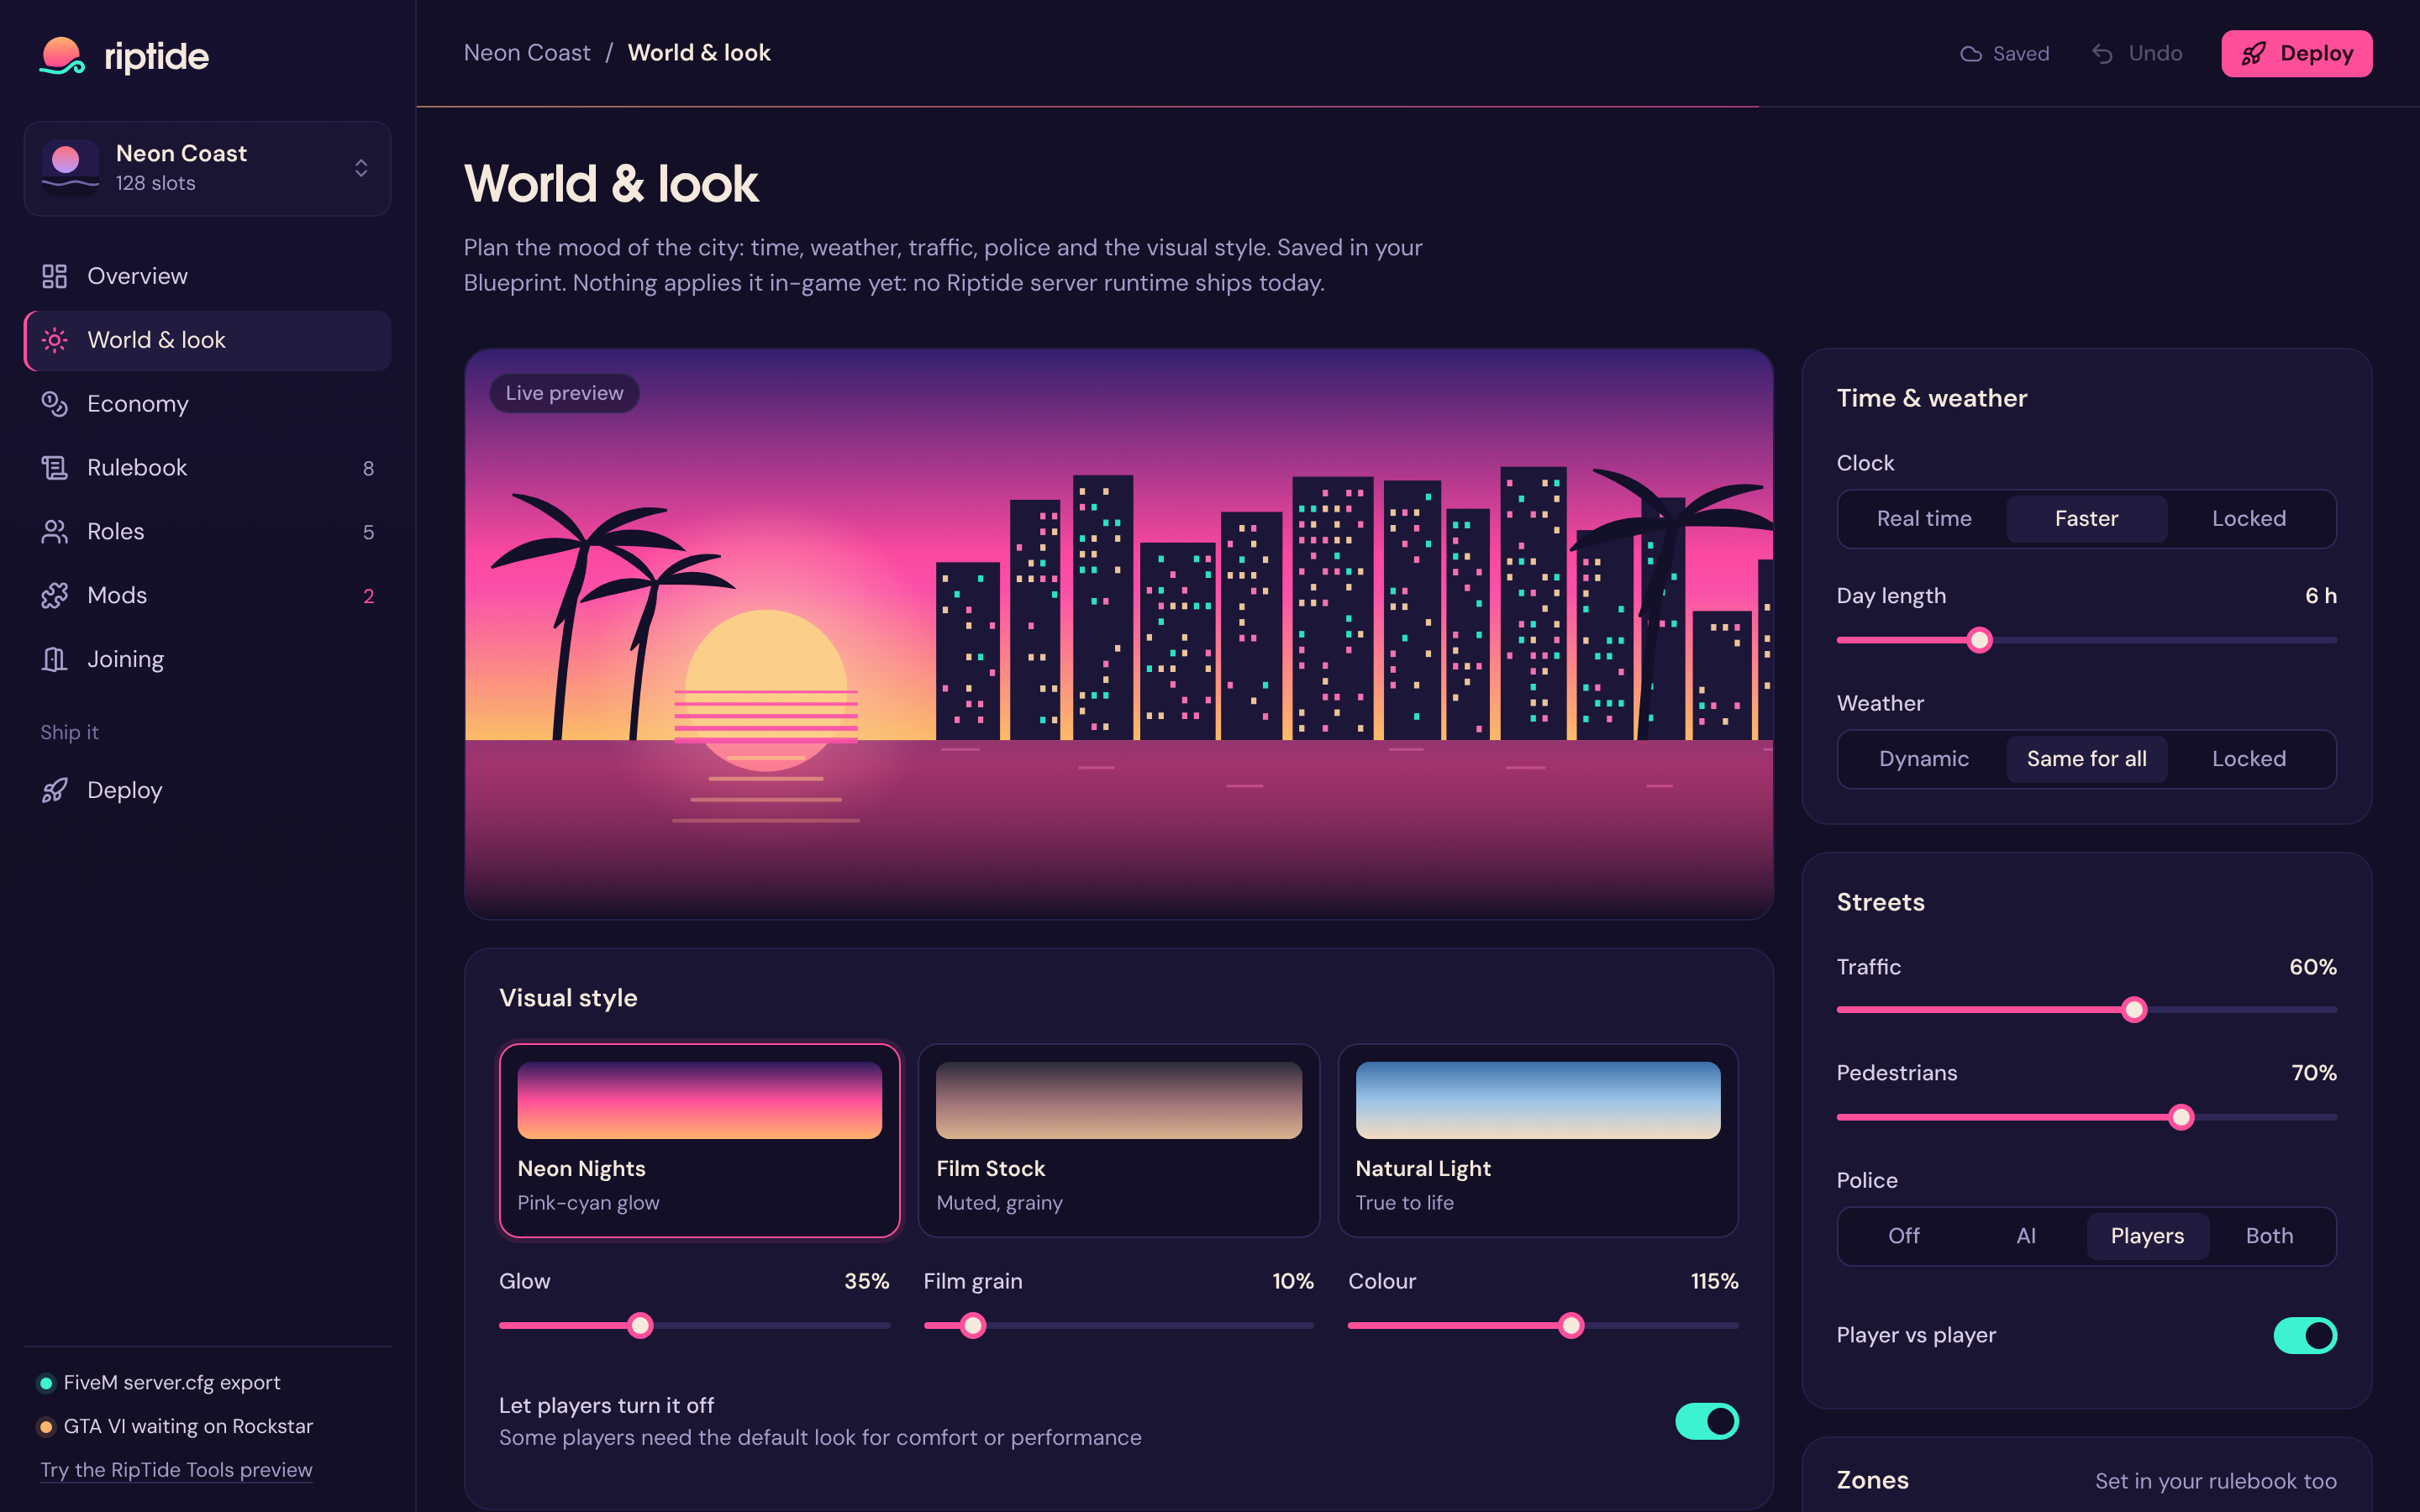 riptide
Neon Coast
128 slots
Overview
World & look
Economy
Rulebook 8
Roles 5
Mods 2
Joining
Ship it
Deploy
FiveM server.cfg export
GTA VI waiting on Rockstar
Try the RipTide Tools preview
Neon Coast / World & look
Saved
Undo
Deploy
World & look
Plan the mood of the city: time, weather, traffic, police and the visual style. Saved in your
Blueprint. Nothing applies it in-game yet: no Riptide server runtime ships today.
Live preview
Visual style
Neon Nights
Pink-cyan glow
Film Stock
Muted, grainy
Natural Light
True to life
Glow 35%
Film grain 10%
Colour 115%
Let players turn it off
Some players need the default look for comfort or performance
Time & weather
Clock
Real time Faster Locked
Day length 6 h
Weather
Dynamic Same for all Locked
Streets
Traffic 60%
Pedestrians 70%
Police
Off AI Players Both
Player vs player
Zones Set in your rulebook too